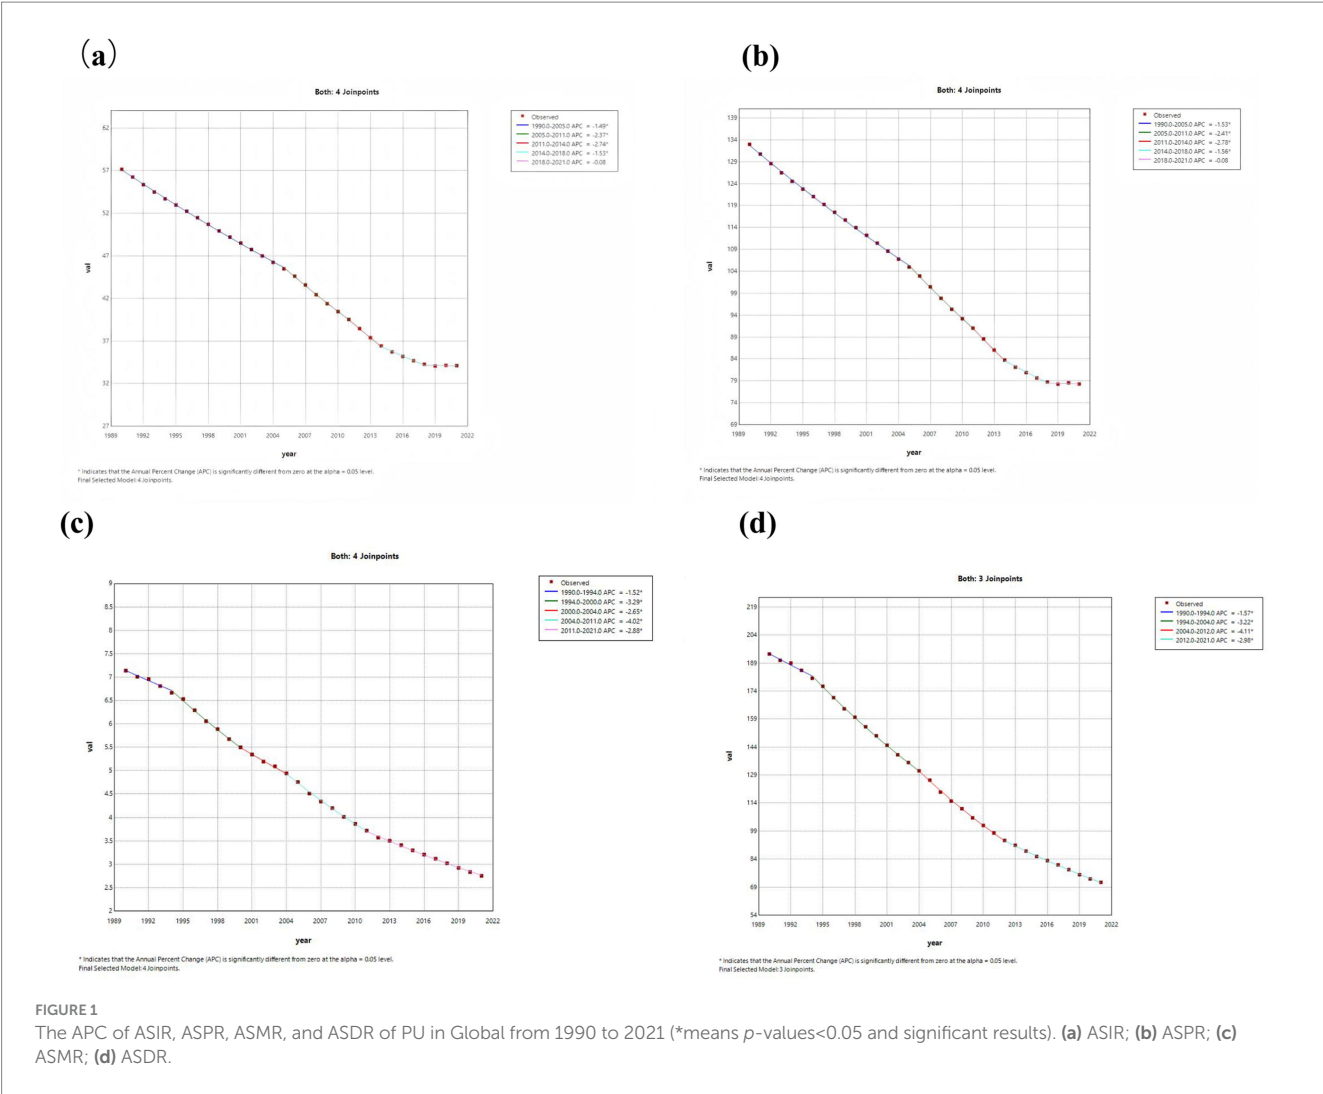 (a)
Both: 4 Joinpoints
Observed
1990.0-2005.0 APC = -1.49*
2005.0-2011.0 APC = -2.37*
2011.0-2014.0 APC = -2.74*
2014.0-2018.0 APC = -1.53*
2018.0-2021.0 APC = -0.08
62
57
52
47
42
37
32
27
val
1989 1992 1995 1998 2001 2004 2007 2010 2013 2016 2019 2022
year
* Indicates that the Annual Percent Change (APC) is significantly different from zero at the alpha = 0.05 level.
Final Selected Model: 4 Joinpoints.
(b)
Both: 4 Joinpoints
Observed
1990.0-2005.0 APC = -1.53*
2005.0-2011.0 APC = -2.41*
2011.0-2014.0 APC = -2.78*
2014.0-2018.0 APC = -1.56*
2018.0-2021.0 APC = -0.08
139
134
129
124
119
114
109
104
99
94
89
84
79
74
69
val
1989 1992 1995 1998 2001 2004 2007 2010 2013 2016 2019 2022
year
* Indicates that the Annual Percent Change (APC) is significantly different from zero at the alpha = 0.05 level.
Final Selected Model: 4 Joinpoints.
(c)
Both: 4 Joinpoints
Observed
1990.0-1994.0 APC = -1.52*
1994.0-2000.0 APC = -3.29*
2000.0-2004.0 APC = -2.65*
2004.0-2011.0 APC = -4.02*
2011.0-2021.0 APC = -2.88*
9
8.5
8
7.5
7
6.5
6
5.5
5
4.5
4
3.5
3
2.5
2
val
1989 1992 1995 1998 2001 2004 2007 2010 2013 2016 2019 2022
year
* Indicates that the Annual Percent Change (APC) is significantly different from zero at the alpha = 0.05 level.
Final Selected Model: 4 Joinpoints.
(d)
Both: 3 Joinpoints
Observed
1990.0-1994.0 APC = -1.57*
1994.0-2004.0 APC = -3.22*
2004.0-2012.0 APC = -4.11*
2012.0-2021.0 APC = -2.98*
219
204
189
174
159
144
129
114
99
84
69
54
val
1989 1992 1995 1998 2001 2004 2007 2010 2013 2016 2019 2022
year
* Indicates that the Annual Percent Change (APC) is significantly different from zero at the alpha = 0.05 level.
Final Selected Model: 3 Joinpoints.
FIGURE 1
The APC of ASIR, ASPR, ASMR, and ASDR of PU in Global from 1990 to 2021 (*means p-values<0.05 and significant results). (a) ASIR; (b) ASPR; (c)
ASMR; (d) ASDR.